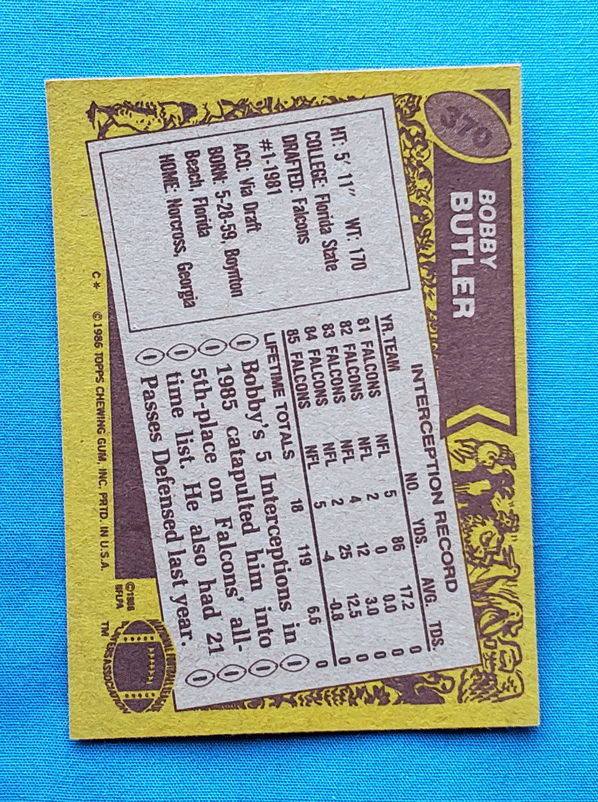 370
BOBBY
BUTLER
HT: 5' 11" WT: 170
COLLEGE: Florida State
DRAFTED: Falcons
#1-1981
ACQ: Via Draft
BORN: 5-28-59, Boynton
Beach, Florida
HOME: Norcross, Georgia
INTERCEPTION RECORD
YR. TEAM NO. YDS. AVG. TDS.
81 FALCONS NFL 5 86 17.2 0
82 FALCONS NFL 2 0 0.0 0
83 FALCONS NFL 4 12 3.0 0
84 FALCONS NFL 2 25 12.5 0
85 FALCONS NFL 5 -4 -0.8 0
LIFETIME TOTALS 18 119 6.6 0
Bobby's 5 Interceptions in
1985 catapulted him into
5th-place on Falcons' all-
time list. He also had 21
Passes Defensed last year.
C* © 1986 TOPPS CHEWING GUM, INC. PRTD. IN U.S.A.
©1986
NFLPA
TM
NATIONAL FOOTBALL LEAGUE
PLAYERS ASSOCIATION